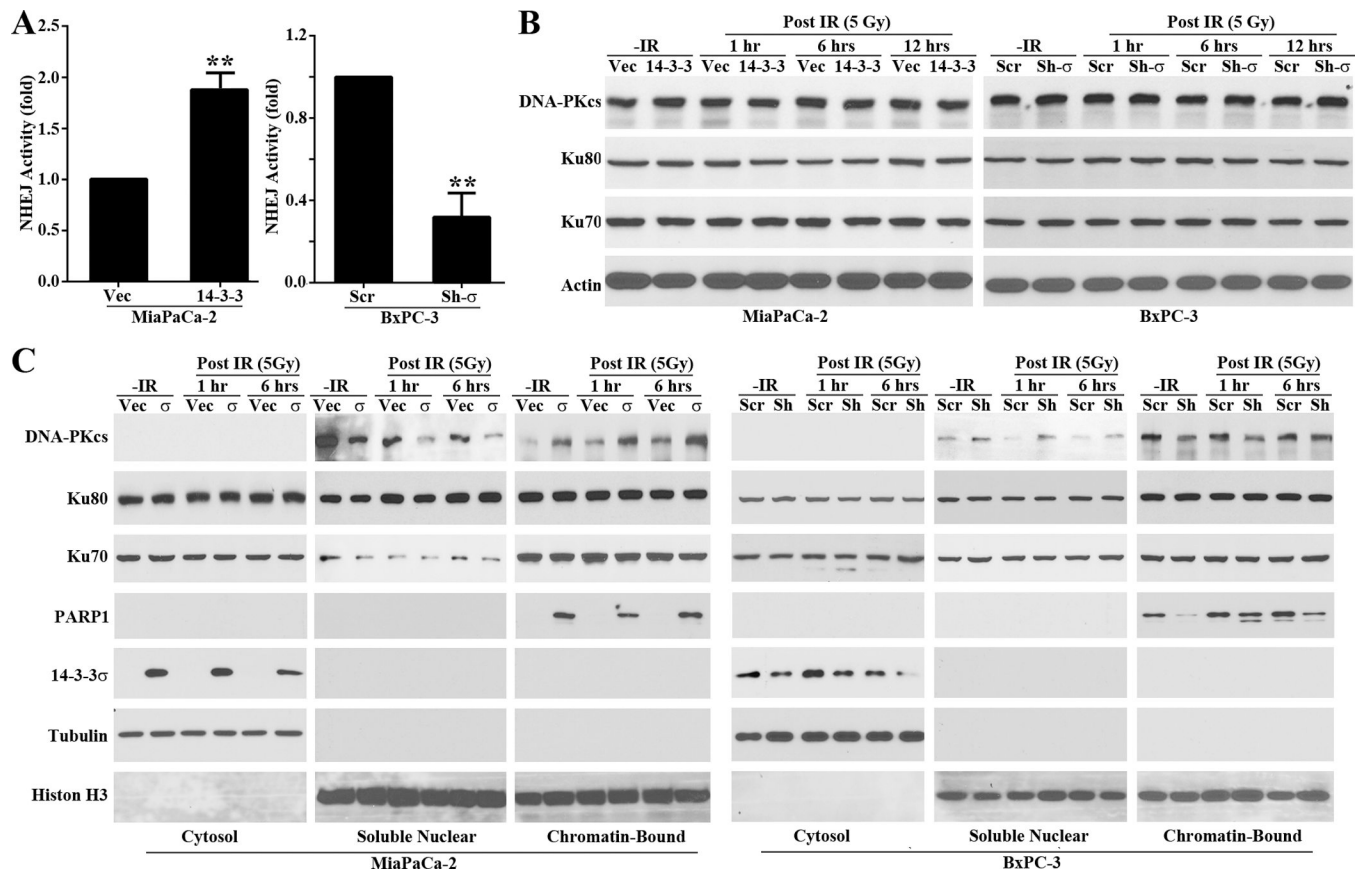 A
NHEJ Activity (fold)
2.5
2.0
1.5
1.0
0.5
0.0
**
Vec 14-3-3
MiaPaCa-2
NHEJ Activity (fold)
1.2
0.8
0.4
0.0
**
Scr Sh-σ
BxPC-3
B
Post IR (5 Gy)
-IR 1 hr 6 hrs 12 hrs
Vec 14-3-3 Vec 14-3-3 Vec 14-3-3 Vec 14-3-3
Post IR (5 Gy)
-IR 1 hr 6 hrs 12 hrs
Scr Sh-σ Scr Sh-σ Scr Sh-σ Scr Sh-σ
DNA-PKcs
Ku80
Ku70
Actin
MiaPaCa-2 BxPC-3
C
Post IR (5Gy) Post IR (5Gy) Post IR (5Gy) Post IR (5Gy) Post IR (5Gy) Post IR (5Gy)
-IR 1 hr 6 hrs -IR 1 hr 6 hrs -IR 1 hr 6 hrs -IR 1 hr 6 hrs -IR 1 hr 6 hrs -IR 1 hr 6 hrs
Vec σ Vec σ Vec σ Vec σ Vec σ Vec σ Vec σ Vec σ Vec σ Scr Sh Scr Sh Scr Sh Scr Sh Scr Sh Scr Sh Scr Sh Scr Sh Scr Sh
DNA-PKcs
Ku80
Ku70
PARP1
14-3-3σ
Tubulin
Histon H3
Cytosol Soluble Nuclear Chromatin-Bound Cytosol Soluble Nuclear Chromatin-Bound
MiaPaCa-2 BxPC-3